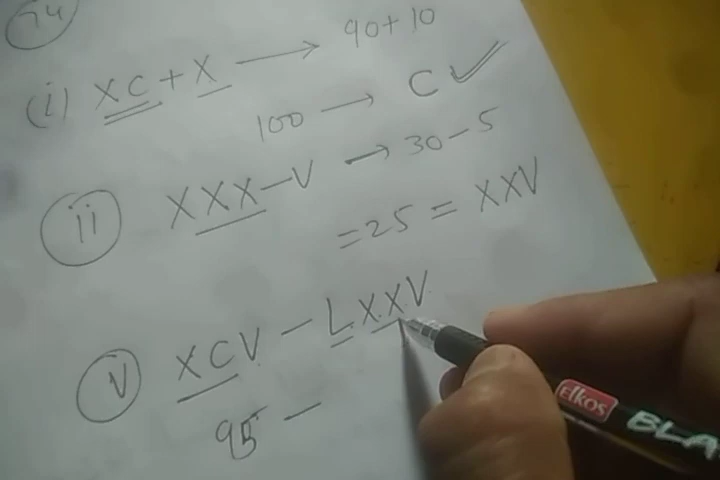 74
(i) XC + X → 90 + 10
100 → C ✓
ii XXX - V → 30 - 5
= 25 = XXV
V XCV - LXXV
95 -
Elkos BLA